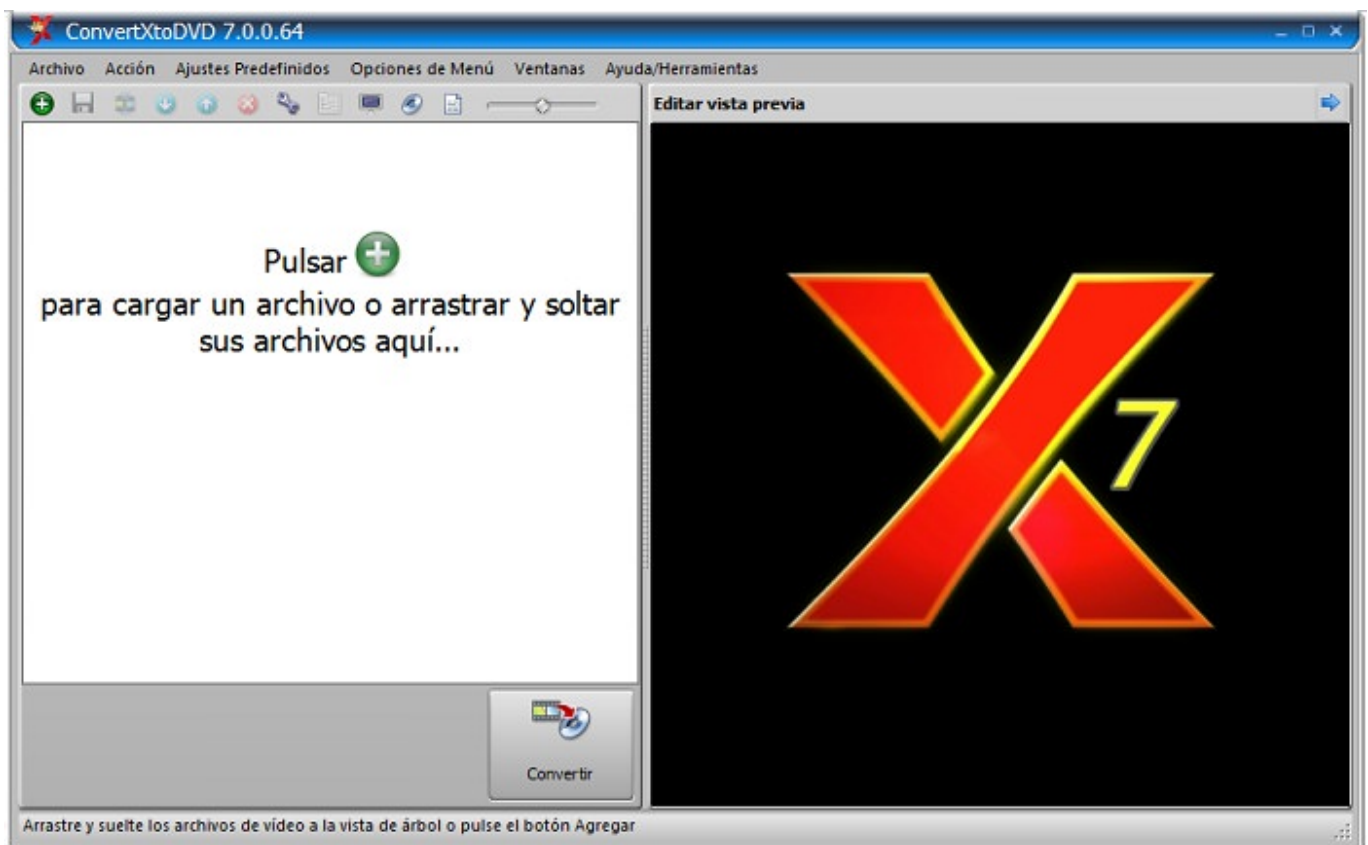 ConvertXtoDVD 7.0.0.64
Archivo Acción Ajustes Predefinidos Opciones de Menú Ventanas Ayuda/Herramientas
Editar vista previa
Pulsar
para cargar un archivo o arrastrar y soltar
sus archivos aquí...
X 7
Convertir
Arrastre y suelte los archivos de vídeo a la vista de árbol o pulse el botón Agregar